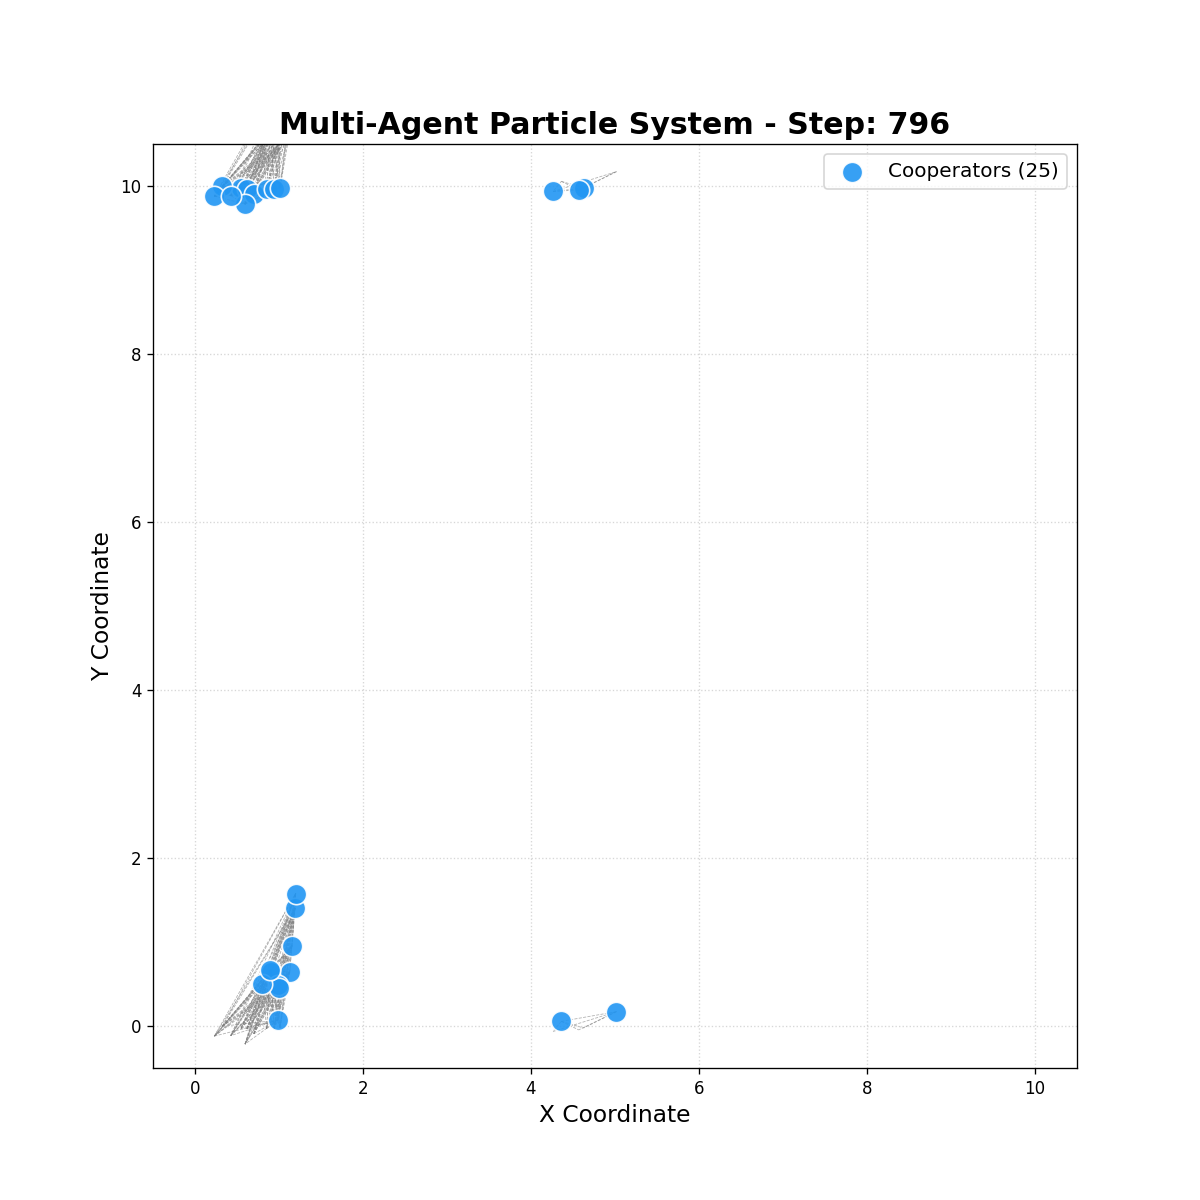 Multi-Agent Particle System - Step: 796
Cooperators (25)
10
8
6
4
2
0
Y Coordinate
0 2 4 6 8 10
X Coordinate